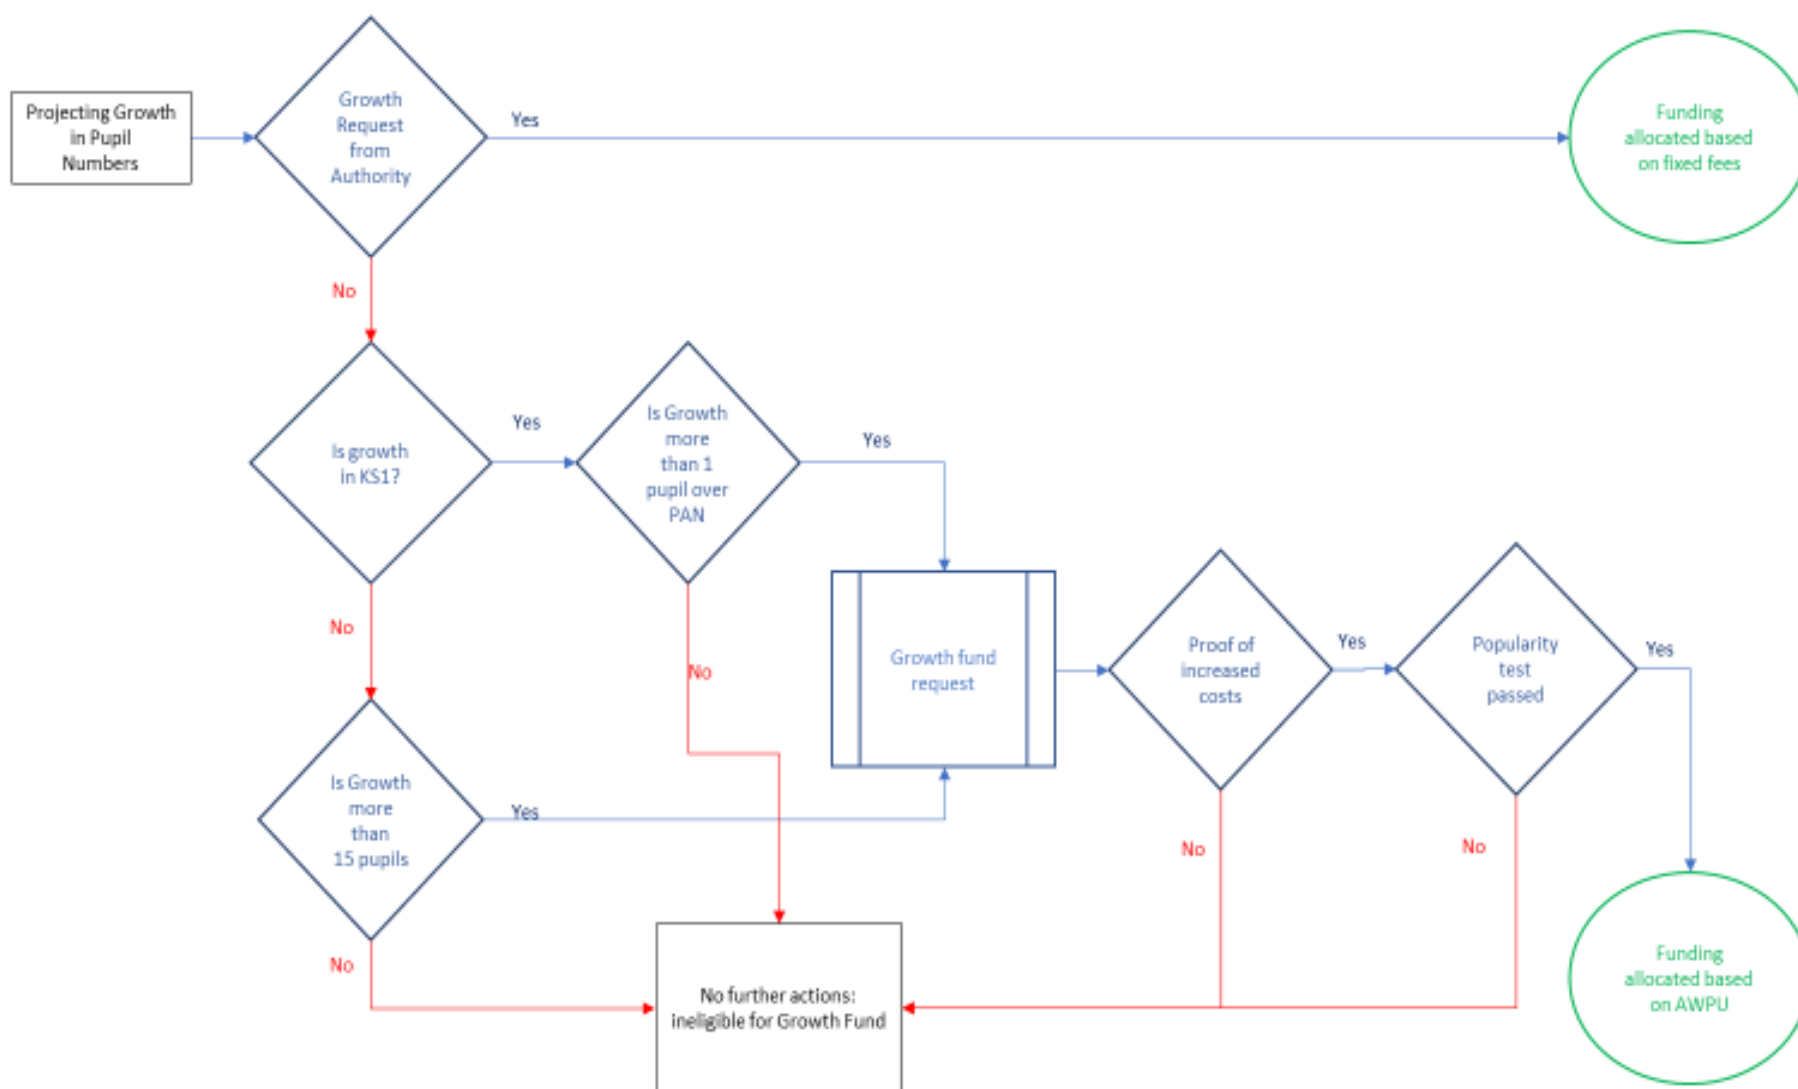 Projecting Growth
in Pupil
Numbers
Growth
Request
from
Authority
Yes
Funding
allocated based
on fixed fees
No
Is growth
in KS1?
Yes
Is Growth
more
than 1
pupil over
PAN
Yes
No
No
Growth fund
request
Proof of
increased
costs
Yes
Popularity
test
passed
Yes
Is Growth
more
than
15 pupils
Yes
No
No
No
No further actions:
ineligible for Growth Fund
Funding
allocated based
on AWPU